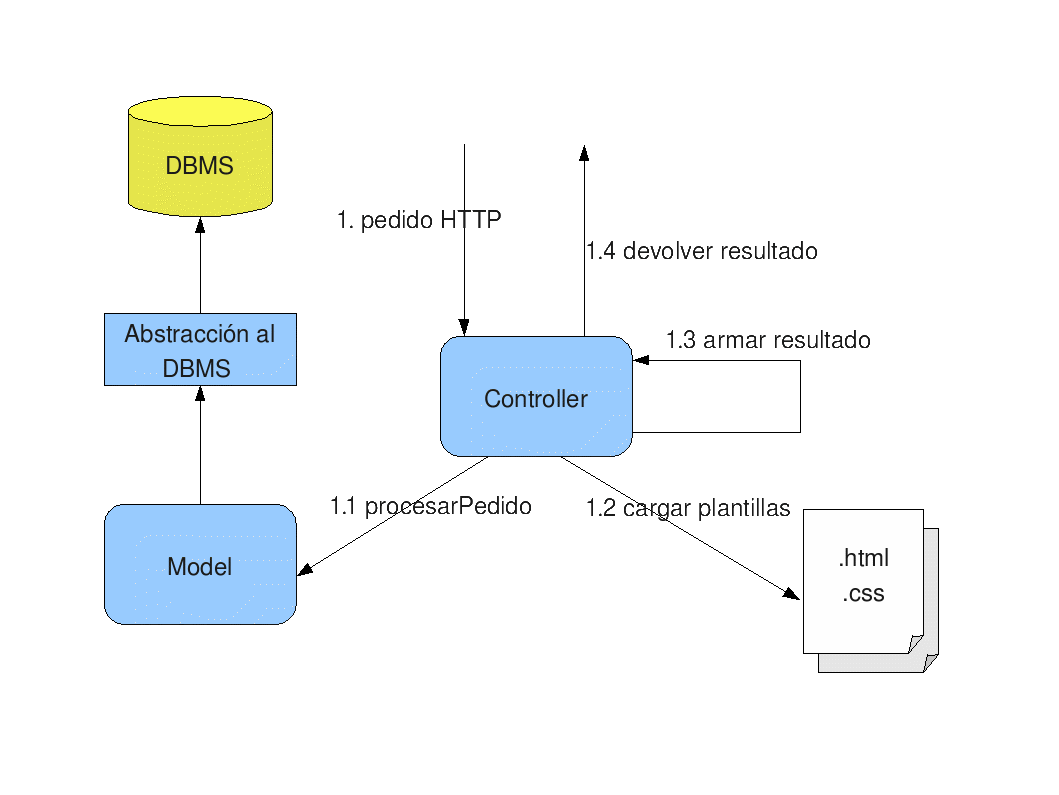 DBMS
1. pedido HTTP
1.4 devolver resultado
Abstracción al
DBMS
1.3 armar resultado
Controller
1.1 procesarPedido
1.2 cargar plantillas
Model
.html
.css